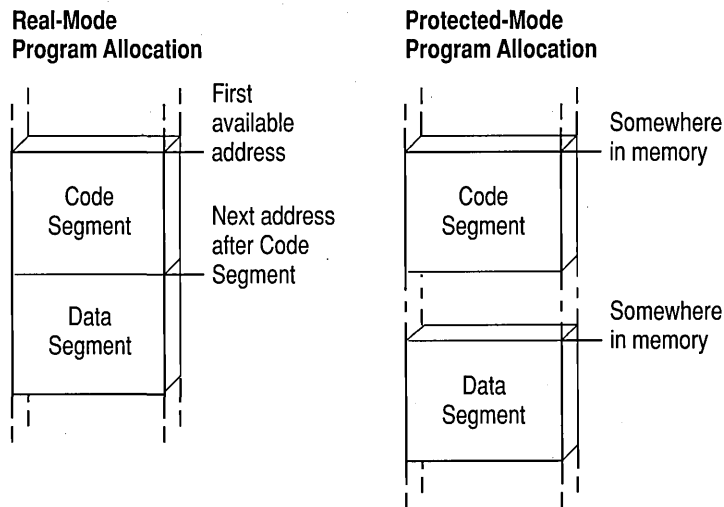 Real-Mode
Program Allocation
First
available
address
Code
Segment
Next address
after Code
Segment
Data
Segment
Protected-Mode
Program Allocation
Somewhere
in memory
Code
Segment
Somewhere
in memory
Data
Segment